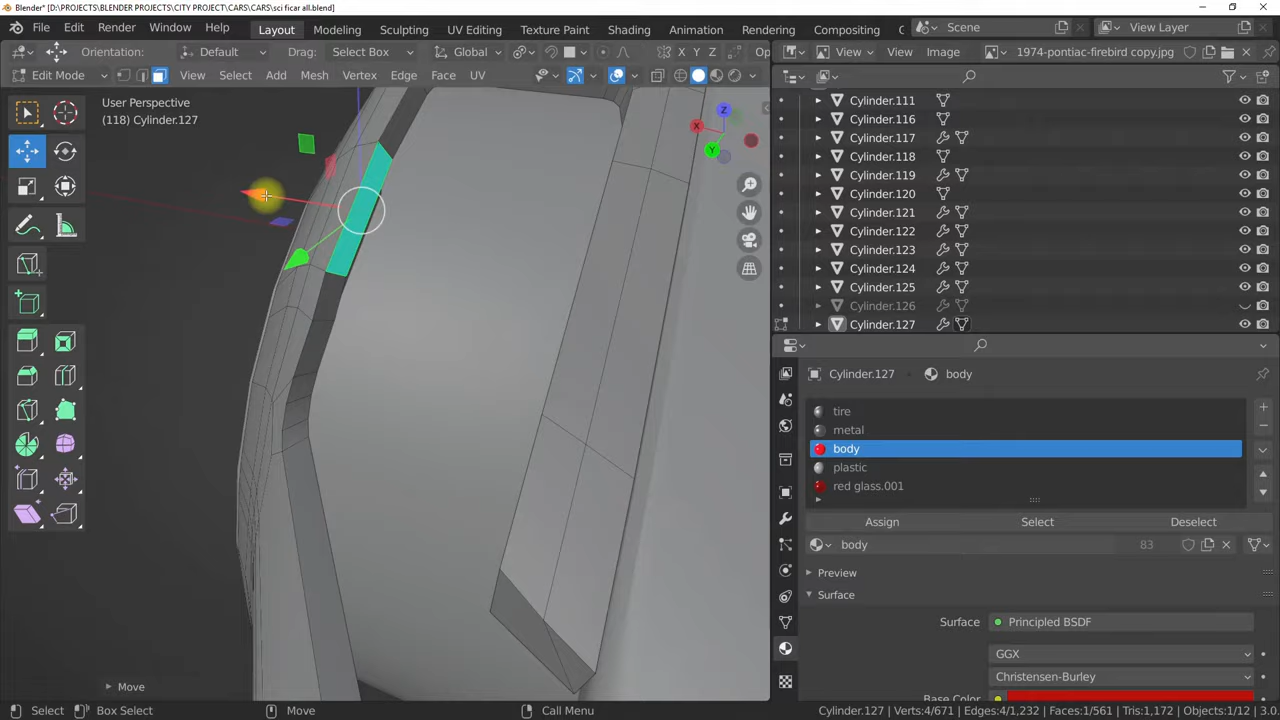 Blender* [D:\PROJECTS\BLENDER PROJECTS\CITY PROJECT\CARS\CARS\sci ficar all.blend]
File Edit Render Window Help Layout Modeling Sculpting UV Editing Texture Paint Shading Animation Rendering Compositing Scene ViewLayer
Orientation: Default Drag: Select Box Global X Y Z Op View View Image 1974-pontiac-firebird copy.jpg
Edit Mode View Select Add Mesh Vertex Edge Face UV
User Perspective
(118) Cylinder.127
Z
X
Y
Cylinder.111
Cylinder.116
Cylinder.117
Cylinder.118
Cylinder.119
Cylinder.120
Cylinder.121
Cylinder.122
Cylinder.123
Cylinder.124
Cylinder.125
Cylinder.126
Cylinder.127
Cylinder.127 body
tire
metal
body
plastic
red glass.001
Assign Select Deselect
body 83
Preview
Surface
Surface: Principled BSDF
GGX
Christensen-Burley
Base Color
Move
Select Box Select Move Call Menu Cylinder.127 | Verts:4/671 | Edges:4/1,232 | Faces:1/561 | Tris:1,172 | Objects:1/12 | 3.0